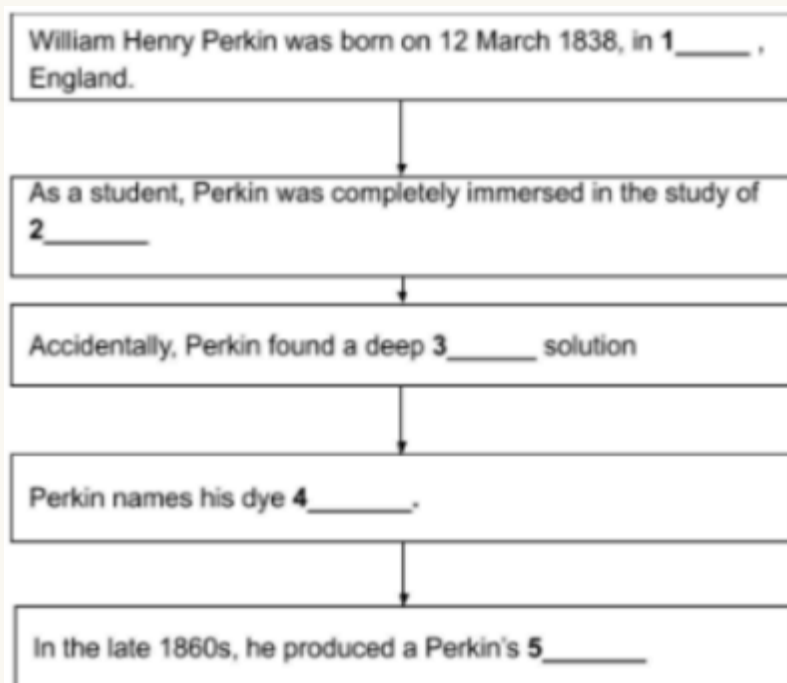 William Henry Perkin was born on 12 March 1838, in 1_____ ,
England.
As a student, Perkin was completely immersed in the study of
2_______
Accidentally, Perkin found a deep 3______ solution
Perkin names his dye 4_______.
In the late 1860s, he produced a Perkin's 5_______